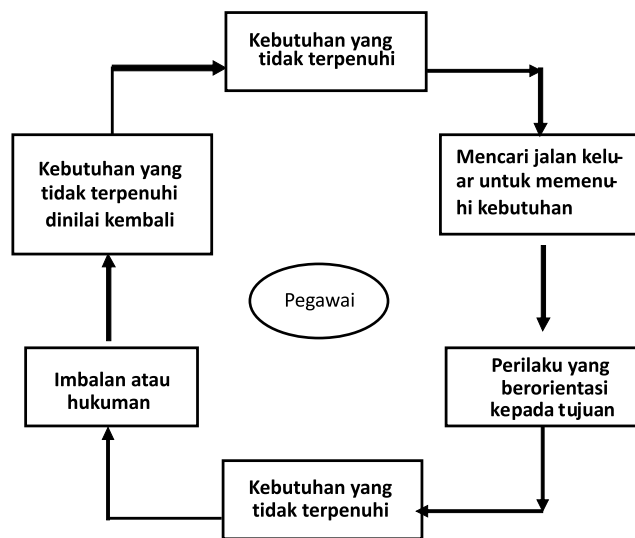 Kebutuhan yang
tidak terpenuhi
Mencari jalan kelu-
ar untuk memenu-
hi kebutuhan
Perilaku yang
berorientasi
kepada tujuan
Kebutuhan yang
tidak terpenuhi
Imbalan atau
hukuman
Kebutuhan yang
tidak terpenuhi
dinilai kembali
Pegawai